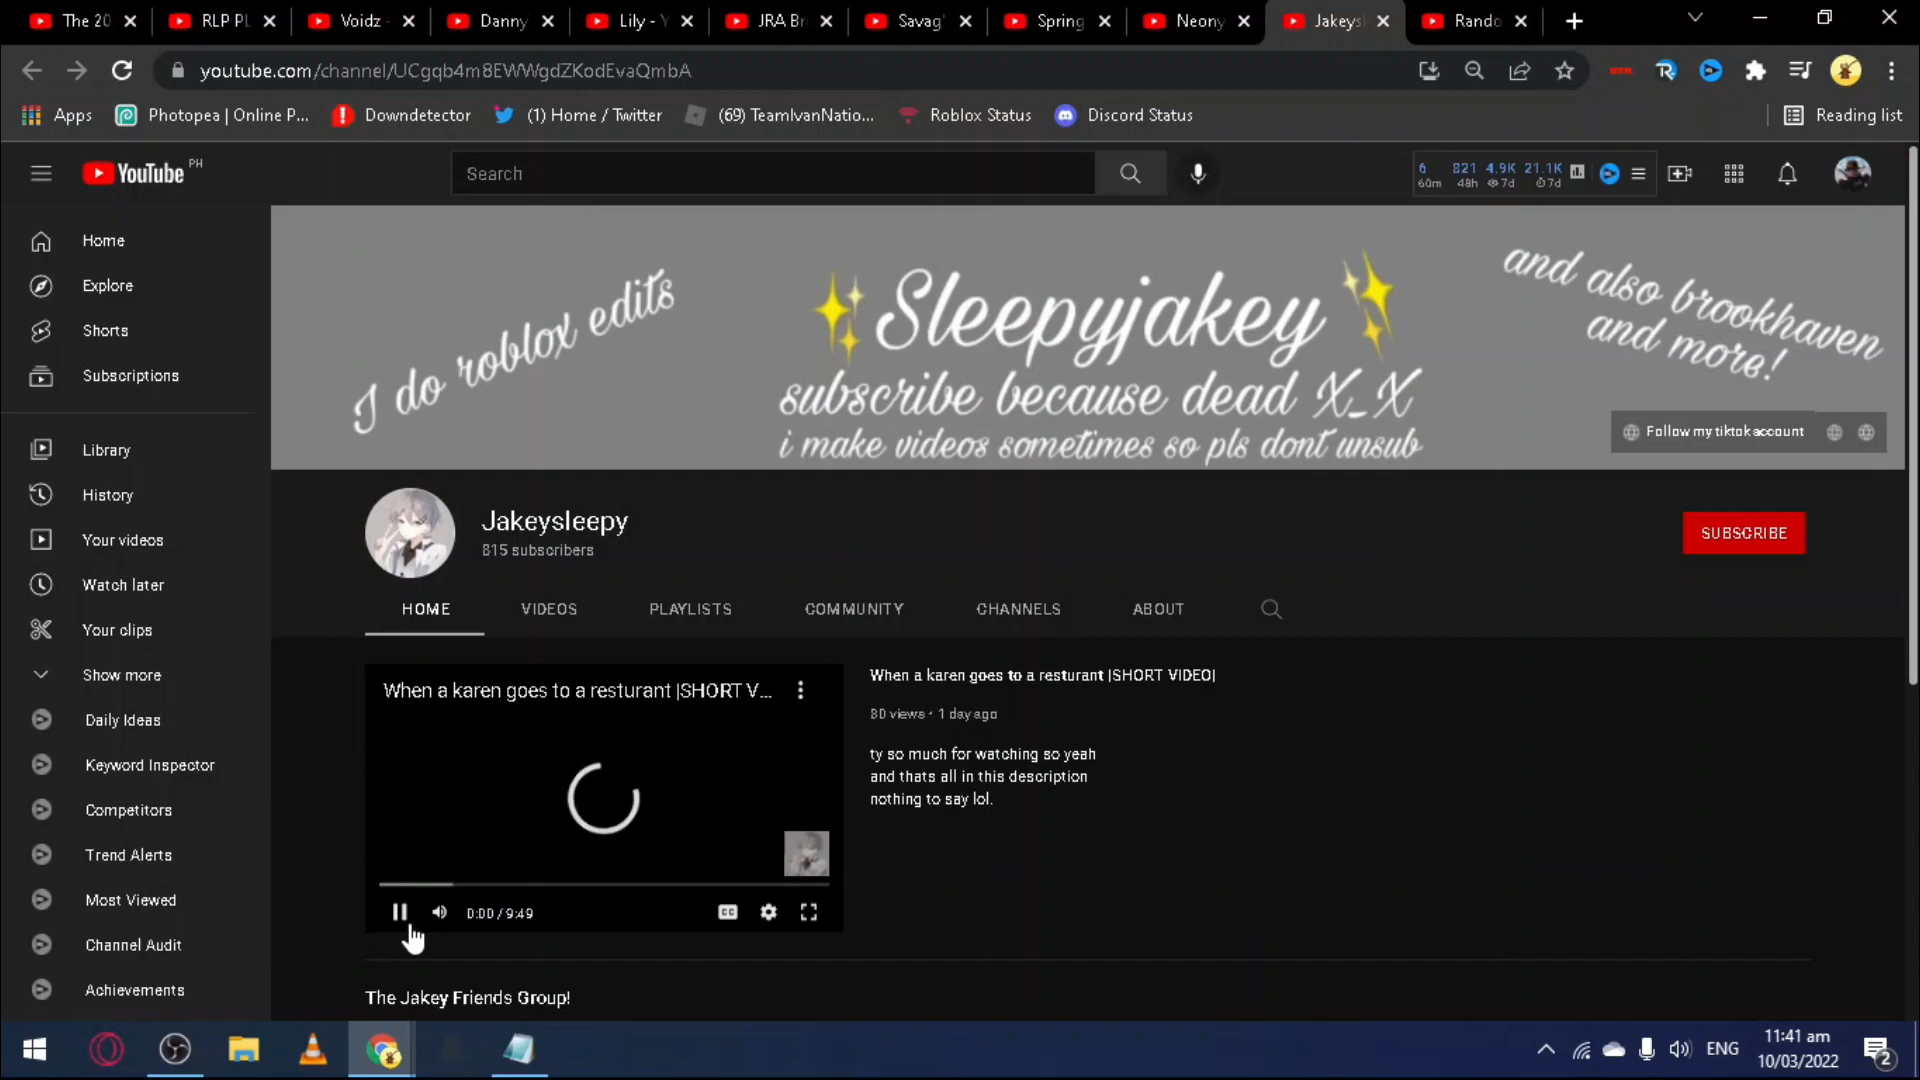 The 20
RLP PL
Voidz -
Danny
Lily - Y
JRA Br
Savag'
Spring
Neony
Jakeys
Rando
youtube.com/channel/UCgqb4m8EWWgdZKodEvaQmbA
Apps
Photopea | Online P...
Downdetector
(1) Home / Twitter
(69) TeamIvanNatio...
Roblox Status
Discord Status
Reading list
YouTube PH
Search
6 821 4.9K 21.1K
60m 48h 7d 7d
Home
Explore
Shorts
Subscriptions
Library
History
Your videos
Watch later
Your clips
Show more
Daily Ideas
Keyword Inspector
Competitors
Trend Alerts
Most Viewed
Channel Audit
Achievements
I do roblox edits
Sleepyjakey
subscribe because dead X_X
i make videos sometimes so pls dont unsub
and also brookhaven
and more!
Follow my tiktok account
Jakeysleepy
815 subscribers
SUBSCRIBE
HOME
VIDEOS
PLAYLISTS
COMMUNITY
CHANNELS
ABOUT
When a karen goes to a resturant |SHORT V...
0:00 / 9:49
CC
When a karen goes to a resturant |SHORT VIDEO|
80 views • 1 day ago
ty so much for watching so yeah
and thats all in this description
nothing to say lol.
The Jakey Friends Group!
ENG
11:41 am
10/03/2022
2